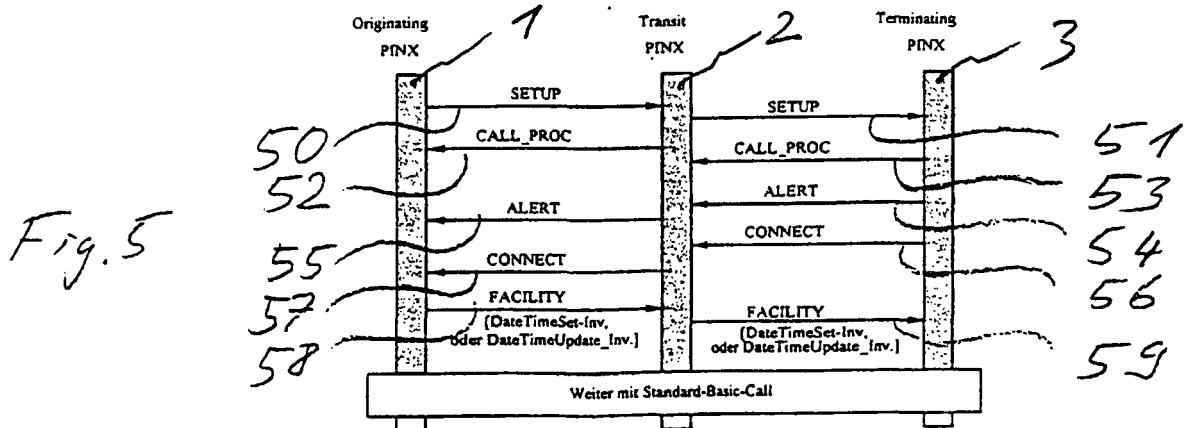 Originating
PINX
1
Transit
PINX
2
Terminating
PINX
3
SETUP
SETUP
50
51
CALL_PROC
CALL_PROC
52
53
ALERT
ALERT
Fig. 5
55
54
CONNECT
CONNECT
57
56
FACILITY
[DateTimeSet-Inv,
oder DateTimeUpdate_Inv.]
FACILITY
[DateTimeSet-Inv,
oder DateTimeUpdate_Inv.]
58
59
Weiter mit Standard-Basic-Call